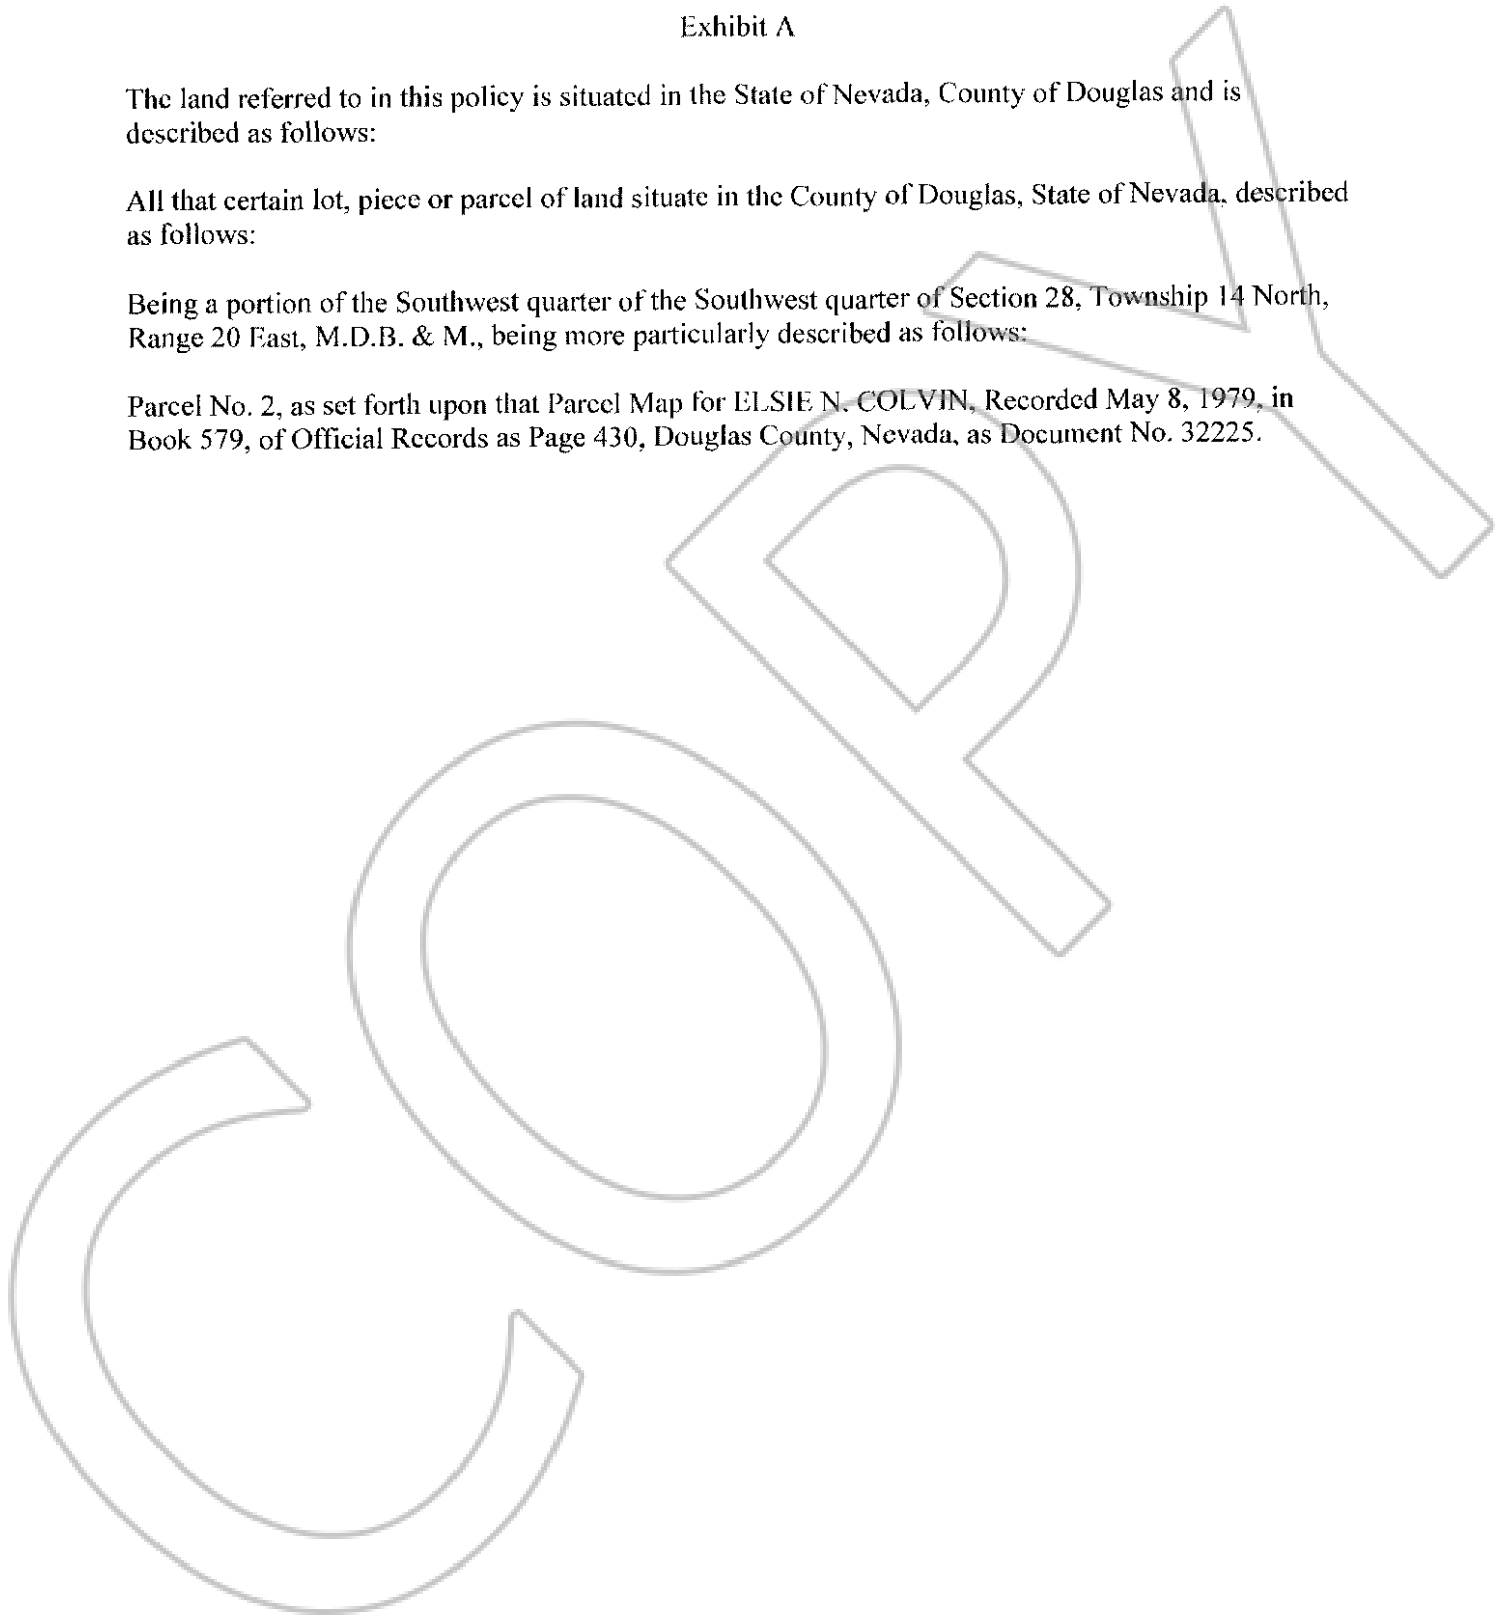 Exhibit A
The land referred to in this policy is situated in the State of Nevada, County of Douglas and is
described as follows:
All that certain lot, piece or parcel of land situate in the County of Douglas, State of Nevada, described
as follows:
Being a portion of the Southwest quarter of the Southwest quarter of Section 28, Township 14 North,
Range 20 East, M.D.B. & M., being more particularly described as follows:
Parcel No. 2, as set forth upon that Parcel Map for ELSIE N. COLVIN, Recorded May 8, 1979, in
Book 579, of Official Records as Page 430, Douglas County, Nevada, as Document No. 32225.
COPY